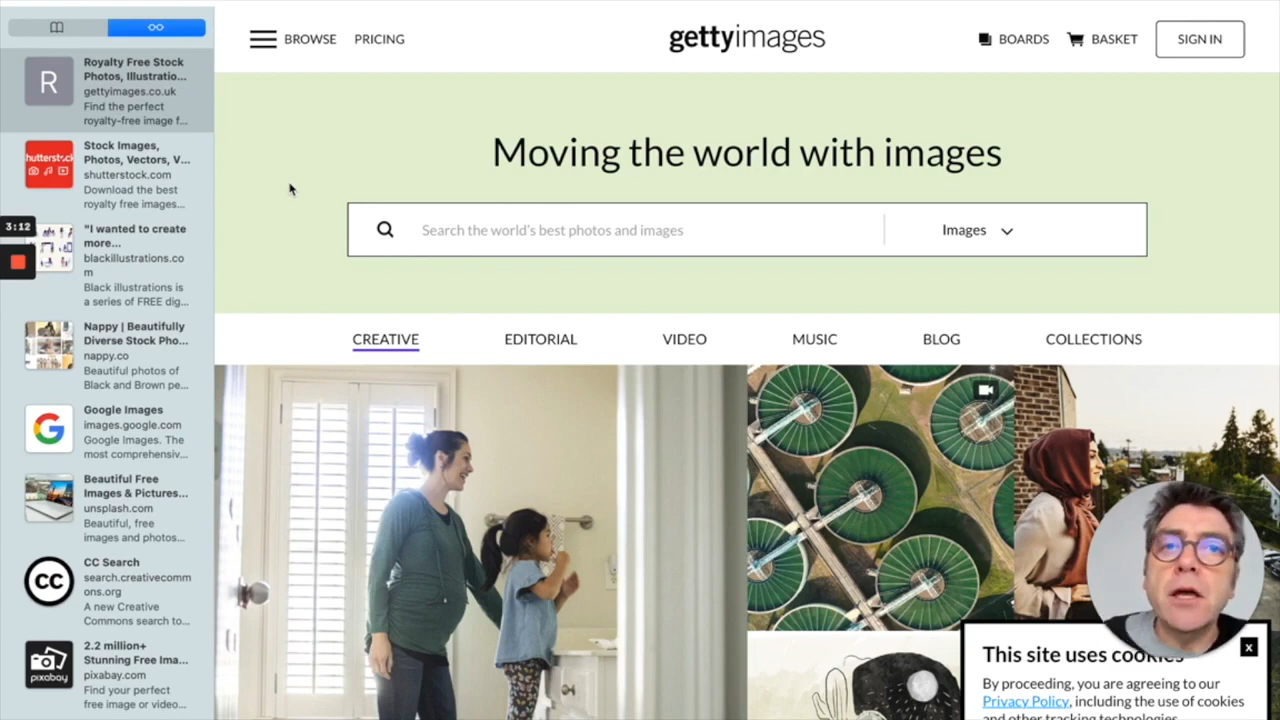 BROWSE
PRICING
gettyimages
BOARDS
BASKET
SIGN IN
R
Royalty Free Stock
Photos, Illustratio...
gettyimages.co.uk
Find the perfect
royalty-free image f...
hutterst
Stock Images,
Photos, Vectors, V...
shutterstock.com
Download the best
royalty free images...
3:12
"I wanted to create
more...
blackillustrations.co
m
Black illustrations is
a series of FREE dig...
Nappy | Beautifully
Diverse Stock Pho...
nappy.co
Beautiful photos of
Black and Brown pe...
G
Google Images
images.google.com
Google Images. The
most comprehensiv...
Beautiful Free
Images & Pictures...
unsplash.com
Beautiful, free
images and photos...
CC
CC Search
search.creativecomm
ons.org
A new Creative
Commons search to...
pixabay
2.2 million+
Stunning Free Ima...
pixabay.com
Find your perfect
free image or video...
Moving the world with images
Search the world's best photos and images
Images
CREATIVE
EDITORIAL
VIDEO
MUSIC
BLOG
COLLECTIONS
x
This site uses cookies
By proceeding, you are agreeing to our
Privacy Policy, including the use of cookies
and other tracking technologies